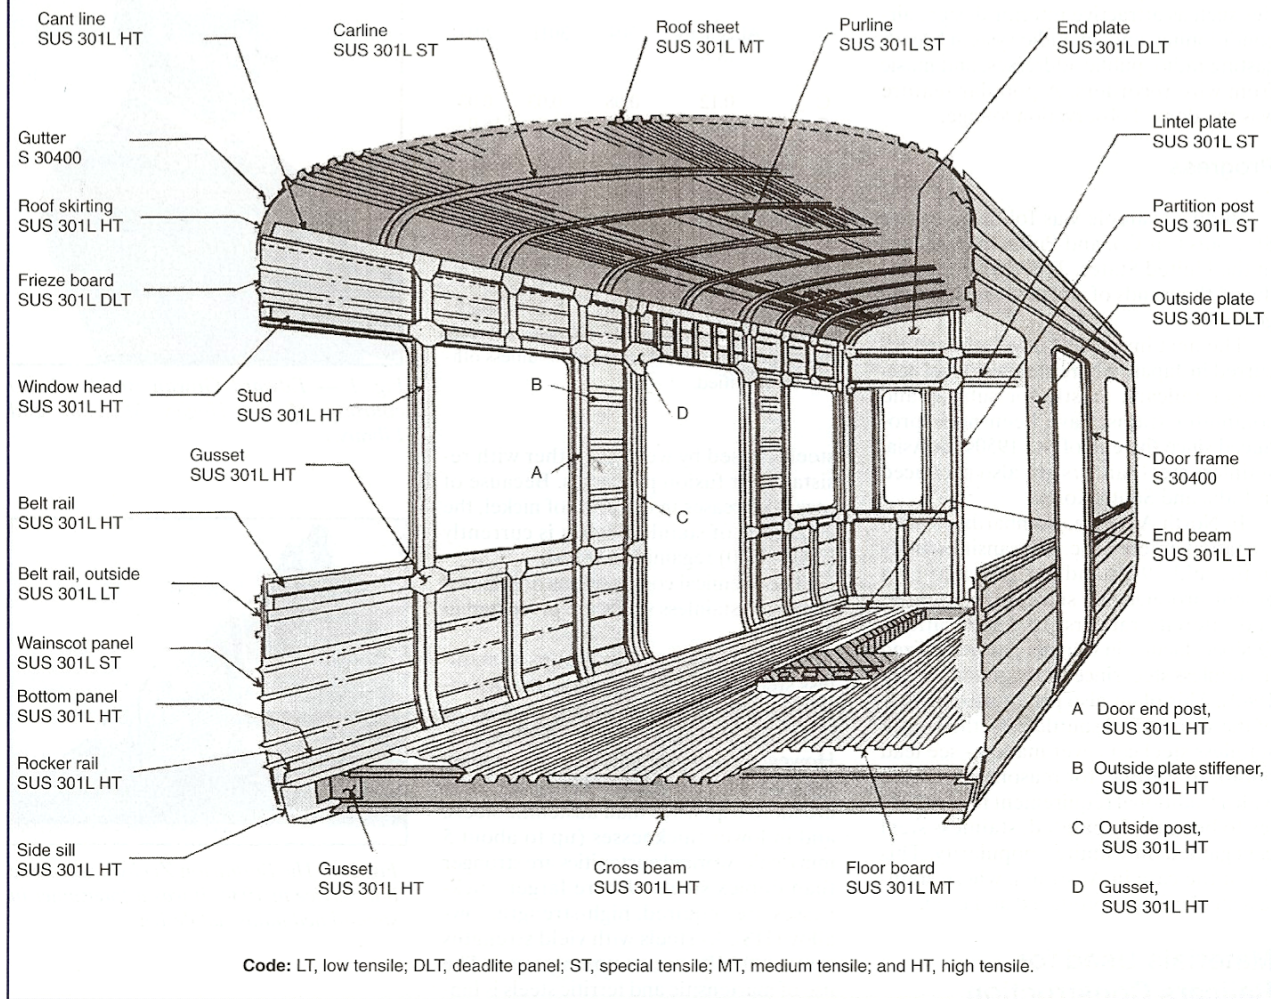 Cant line
SUS 301L HT
Carline
SUS 301L ST
Roof sheet
SUS 301L MT
Purline
SUS 301L ST
End plate
SUS 301L DLT
Gutter
S 30400
Lintel plate
SUS 301L ST
Roof skirting
SUS 301L HT
Partition post
SUS 301L ST
Frieze board
SUS 301L DLT
Outside plate
SUS 301L DLT
Window head
SUS 301L HT
Stud
SUS 301L HT
B
D
Gusset
SUS 301L HT
A
Door frame
S 30400
Belt rail
SUS 301L HT
C
End beam
SUS 301L LT
Belt rail, outside
SUS 301L LT
Wainscot panel
SUS 301L ST
Bottom panel
SUS 301L HT
Rocker rail
SUS 301L HT
Side sill
SUS 301L HT
Gusset
SUS 301L HT
Cross beam
SUS 301L HT
Floor board
SUS 301L MT
A Door end post,
SUS 301L HT
B Outside plate stiffener,
SUS 301L HT
C Outside post,
SUS 301L HT
D Gusset,
SUS 301L HT
Code: LT, low tensile; DLT, deadlite panel; ST, special tensile; MT, medium tensile; and HT, high tensile.